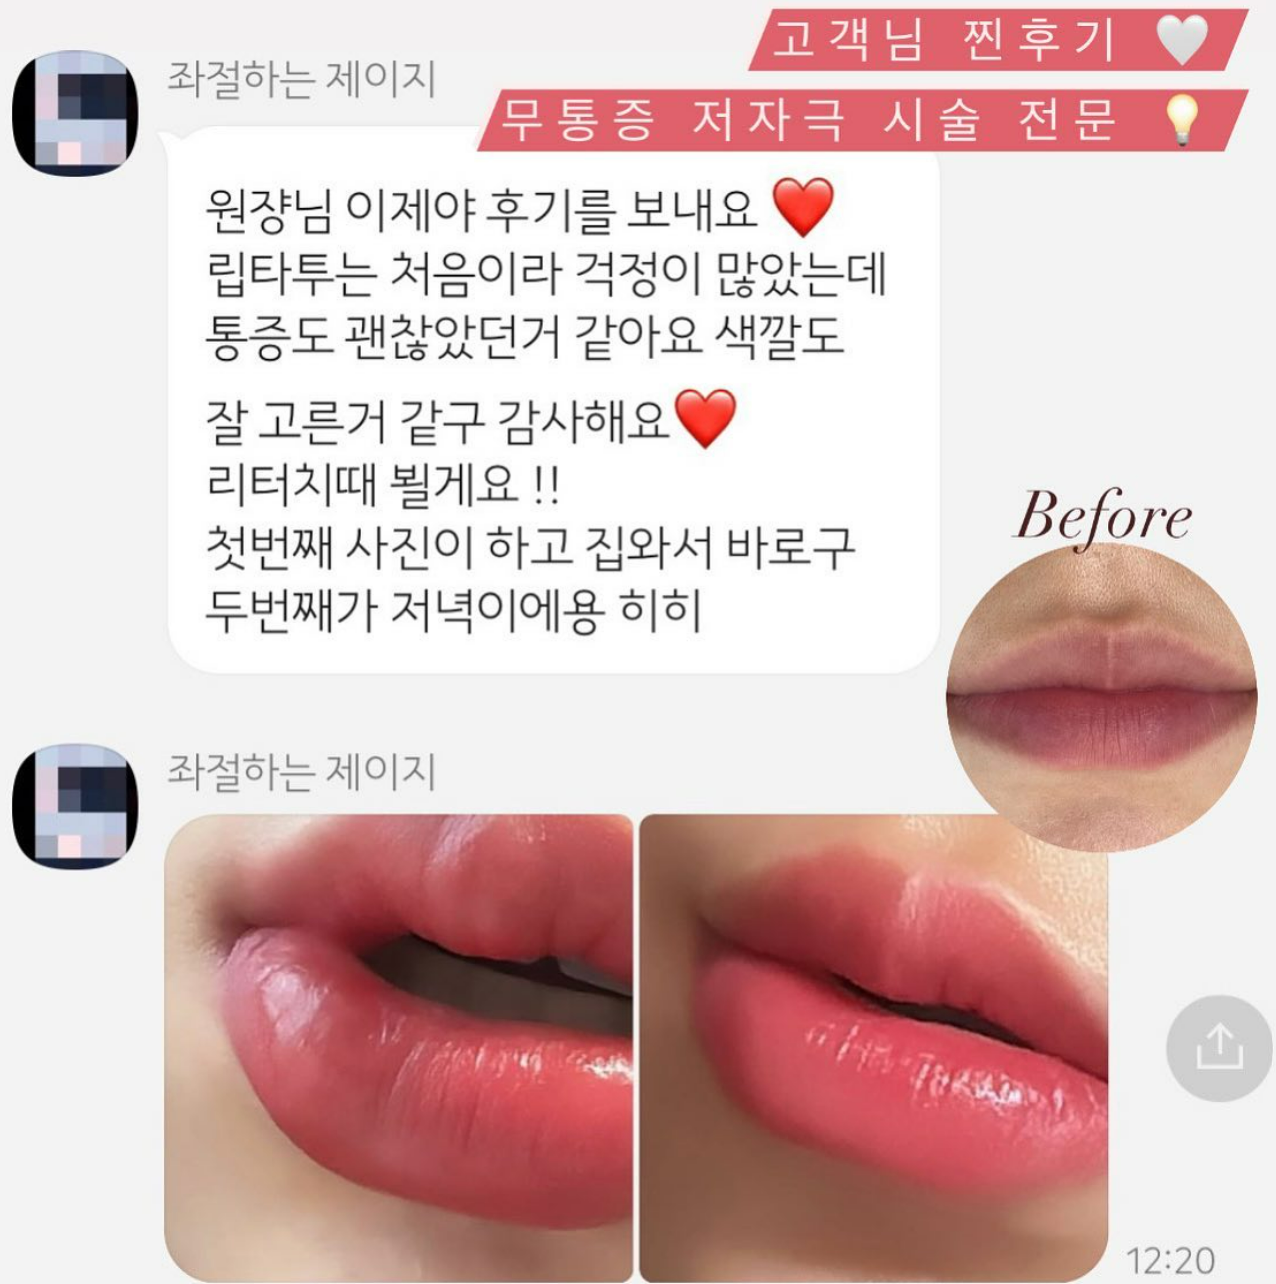 고객님 찐후기 🤍
무통증 저자극 시술 전문 💡
좌절하는 제이지
원쟝님 이제야 후기를 보내요 ❤️
립타투는 처음이라 걱정이 많았는데
통증도 괜찮았던거 같아요 색깔도
잘 고른거 같구 감사해요❤️
리터치때 뵐게요 !!
첫번째 사진이 하고 집와서 바로구
두번째가 저녁이에용 히히
Before
좌절하는 제이지
12:20